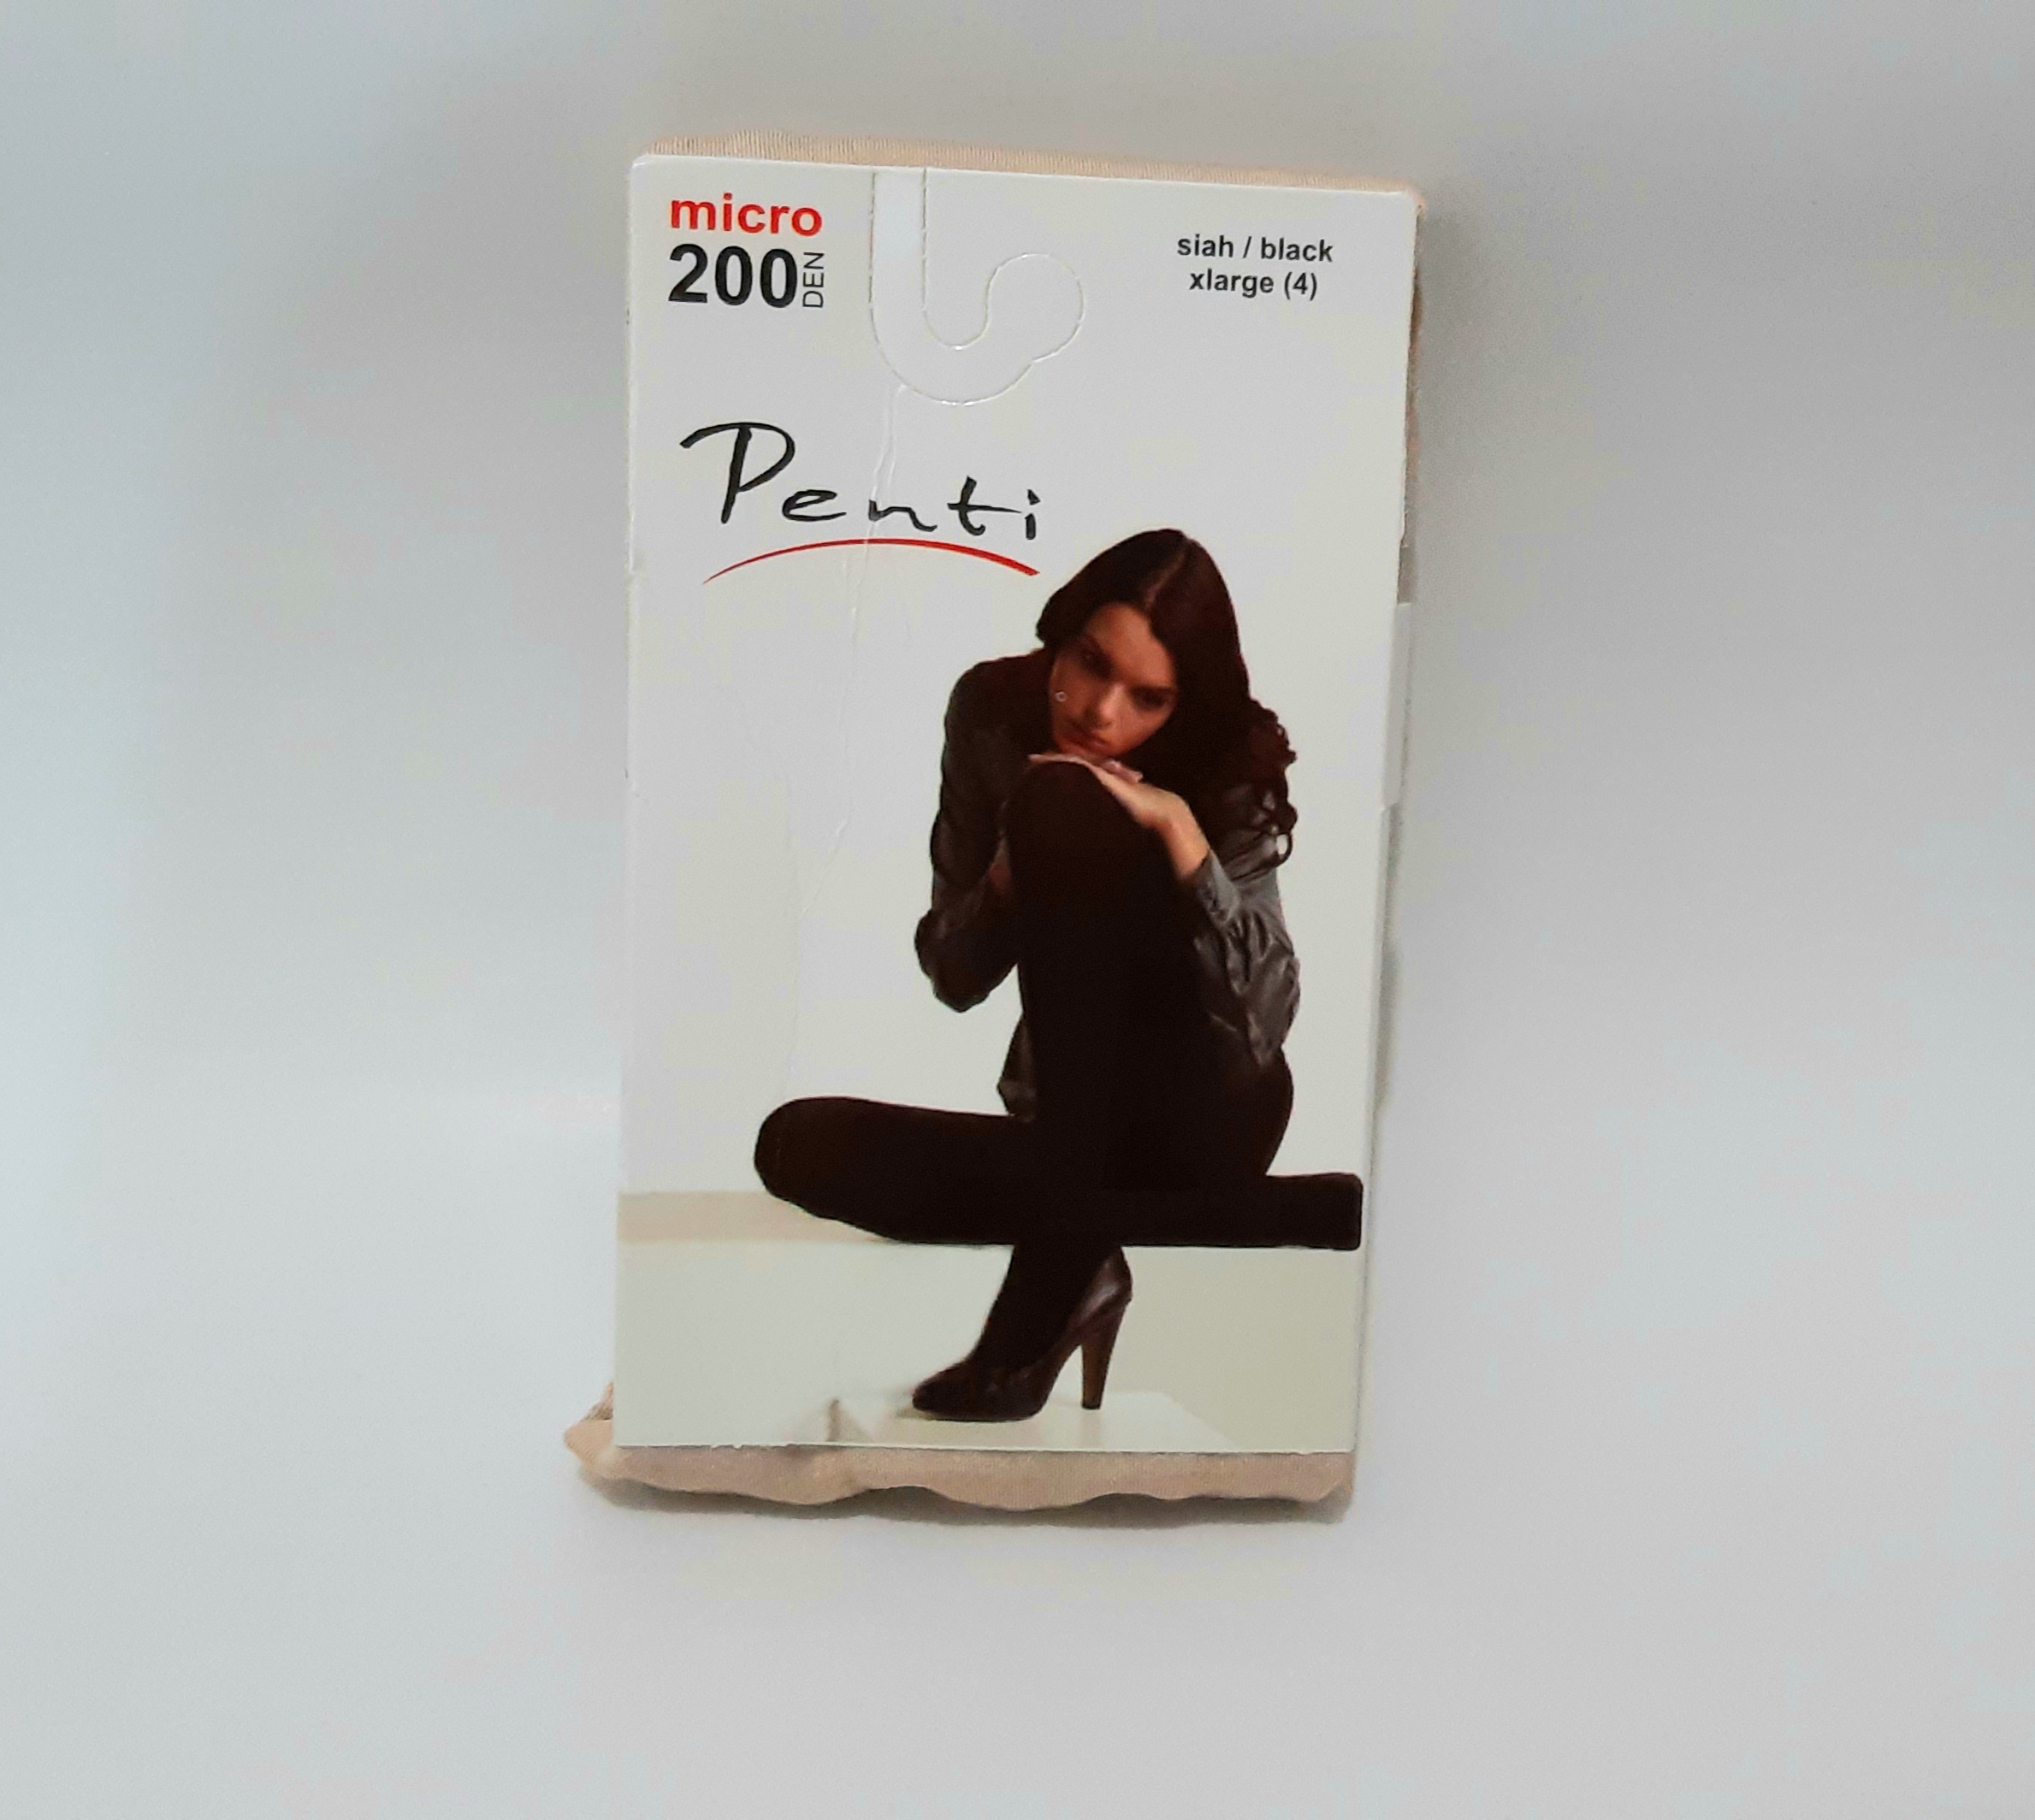 micro
200 DEN
siah / black
xlarge (4)
Penti